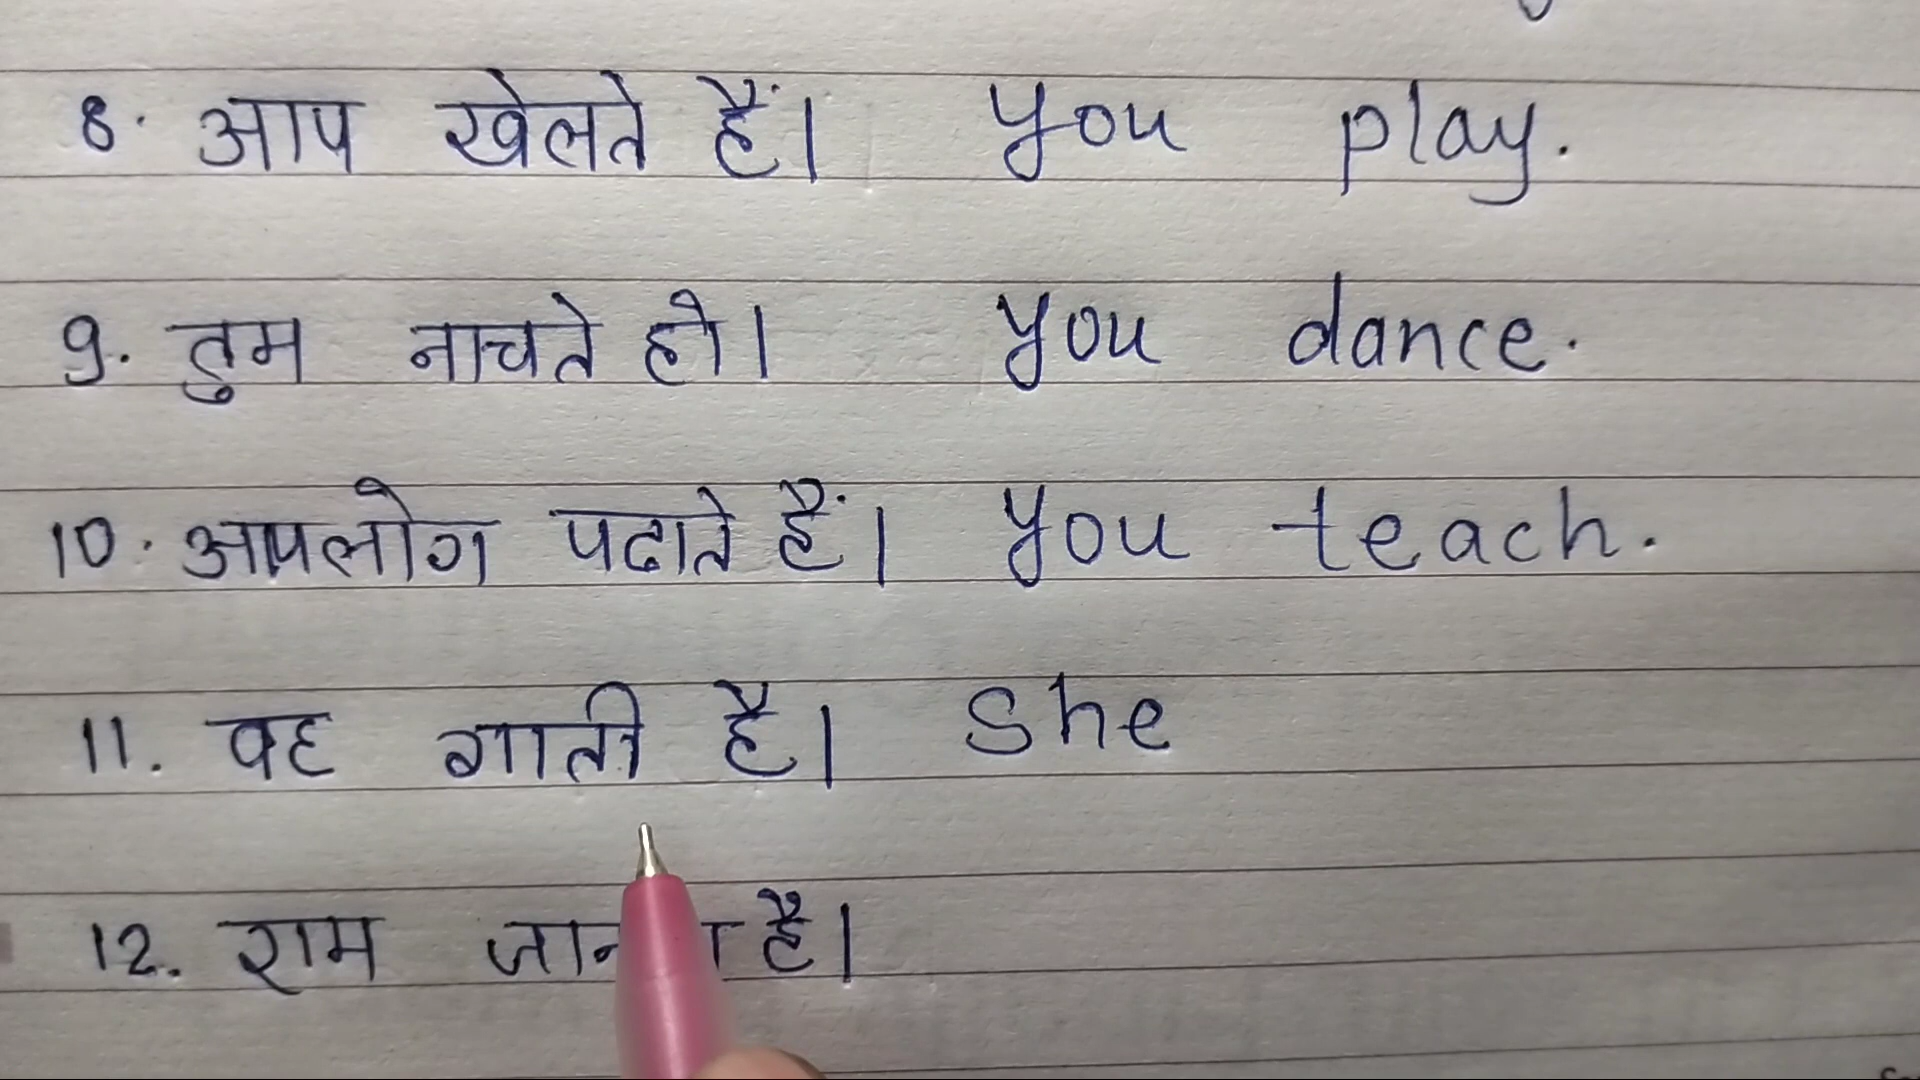 8. आप खेलते हैं। You play.
9. तुम नाचते हो। You dance.
10. आपलोग पढाते हैं। You teach.
11. वह गाती है। She
12. राम है।